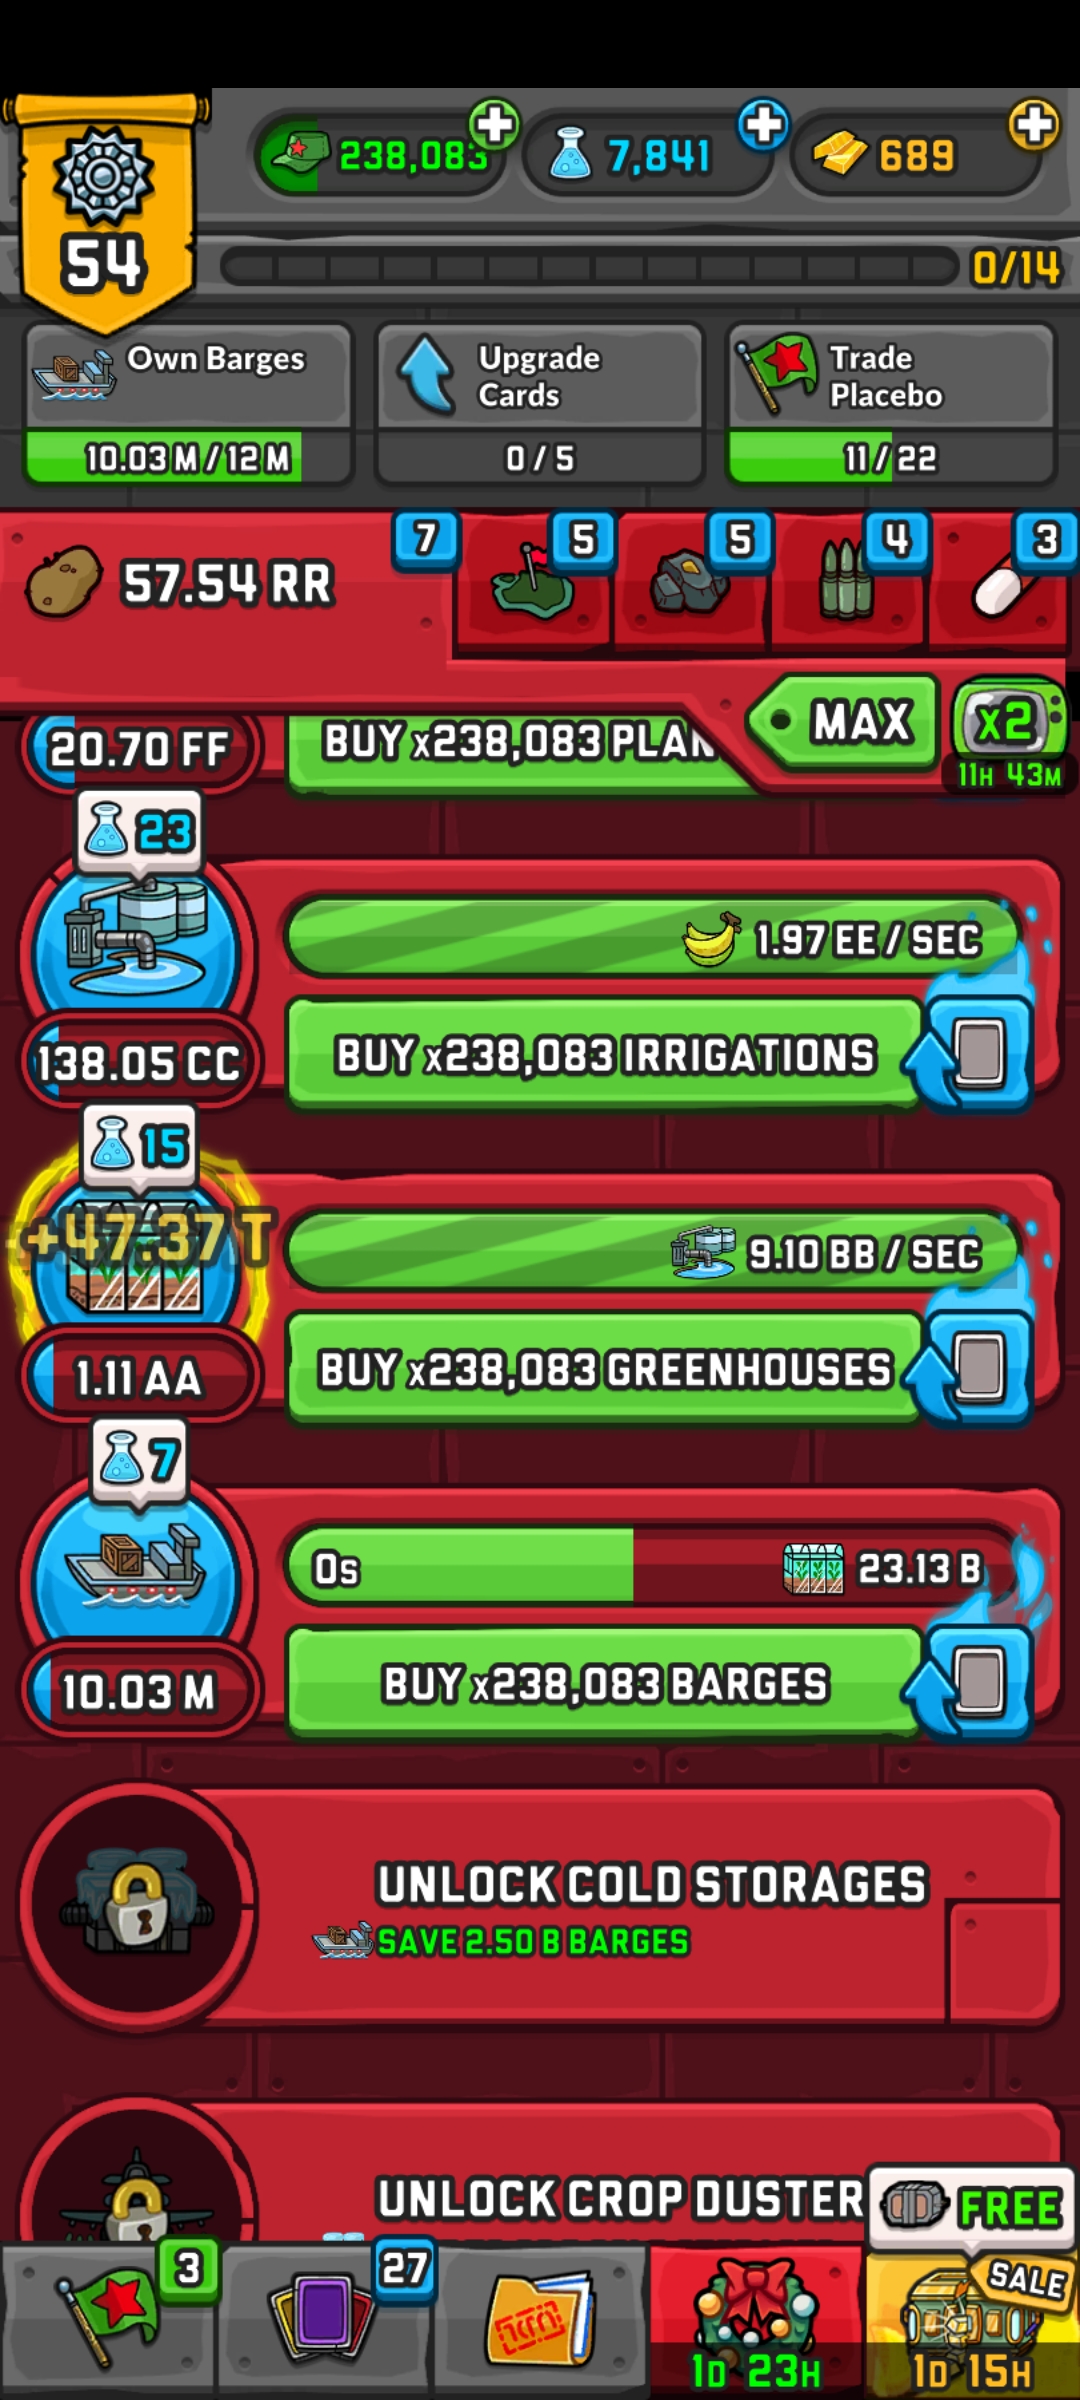 54
238,083
7,841
689
0/14
Own Barges
10.03 M / 12 M
Upgrade
Cards
0 / 5
Trade
Placebo
11 / 22
57.54 RR
7
5
5
4
3
MAX
x2
11H 43M
20.70 FF
BUY x238,083 PLAN
23
1.97 EE / SEC
138.05 CC
BUY x238,083 IRRIGATIONS
15
+47.37 T
9.10 BB / SEC
1.11 AA
BUY x238,083 GREENHOUSES
7
0s
23.13 B
10.03 M
BUY x238,083 BARGES
UNLOCK COLD STORAGES
SAVE 2.50 B BARGES
UNLOCK CROP DUSTER
FREE
3
27
SALE
1D 23H
1D 15H